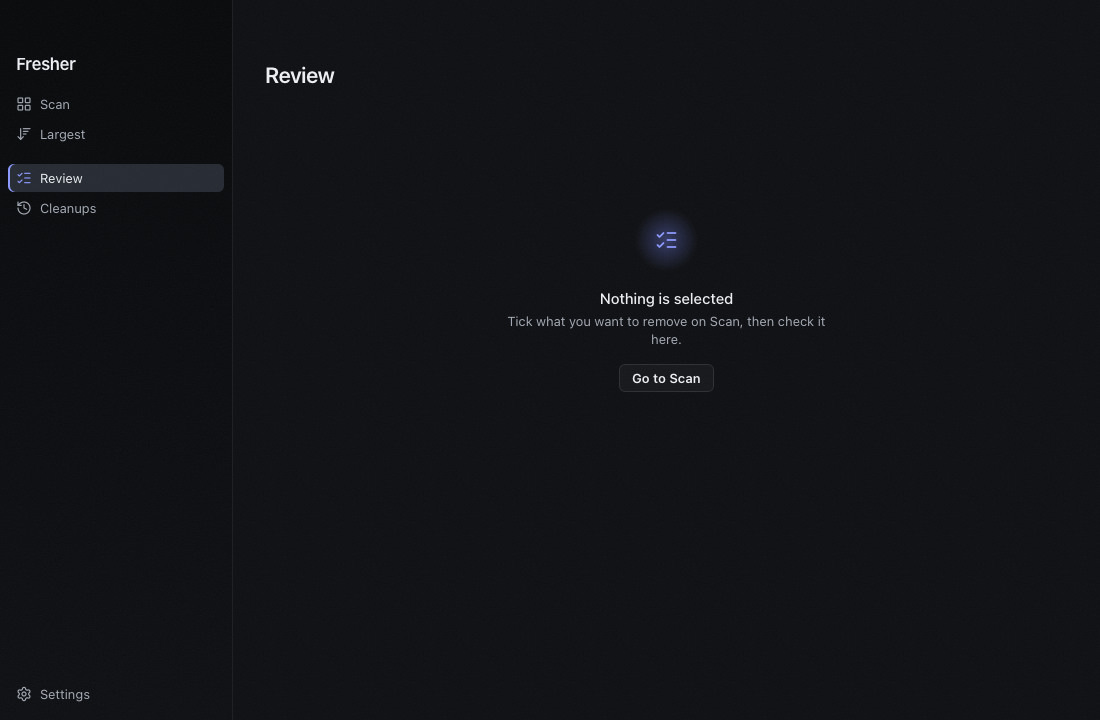 Fresher
Scan
Largest
Review
Cleanups
Settings
Review
Nothing is selected
Tick what you want to remove on Scan, then check it
here.
Go to Scan